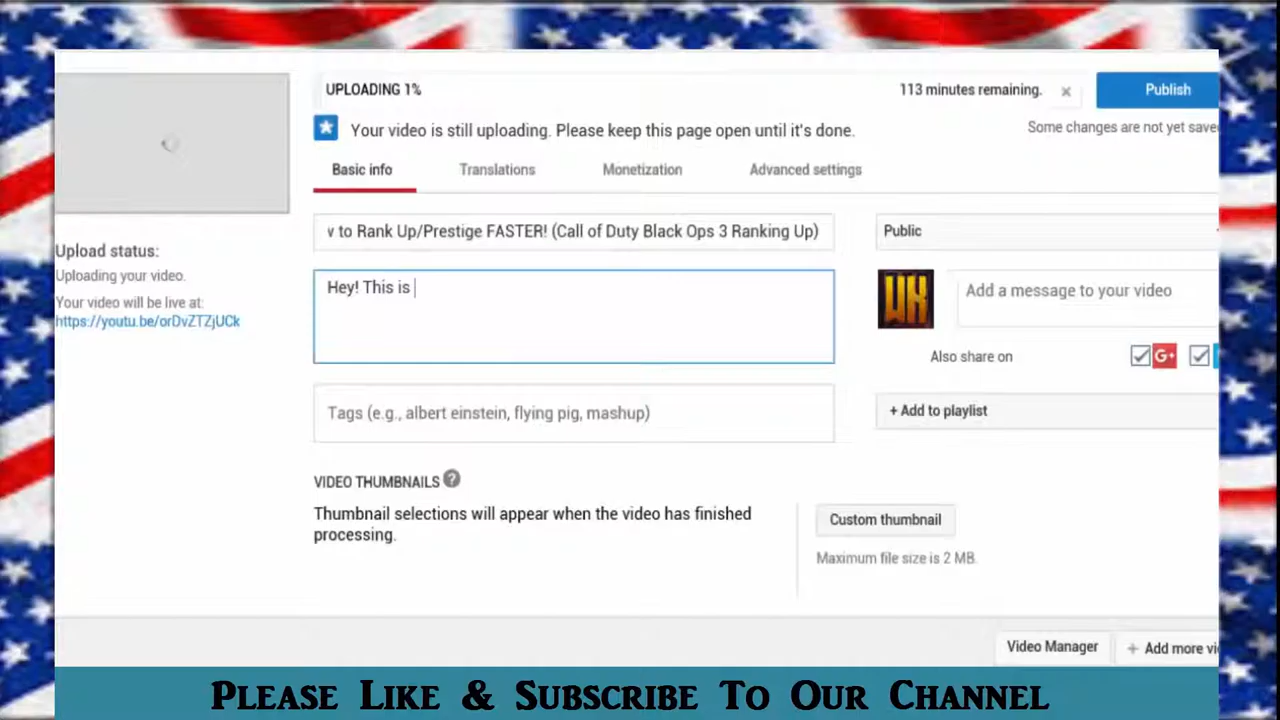 UPLOADING 1%
113 minutes remaining.
Publish
Your video is still uploading. Please keep this page open until it's done.
Some changes are not yet save
Basic info
Translations
Monetization
Advanced settings
to Rank Up/Prestige FASTER! (Call of Duty Black Ops 3 Ranking Up)
Public
Upload status:
Uploading your video.
Your video will be live at:
https://youtu.be/orDvZTZjUCk
Hey! This is
Add a message to your video
Also share on
G+
Tags (e.g., albert einstein, flying pig, mashup)
+ Add to playlist
VIDEO THUMBNAILS ?
Thumbnail selections will appear when the video has finished
processing.
Custom thumbnail
Maximum file size is 2 MB.
Video Manager
+ Add more vi
PLEASE LIKE & SUBSCRIBE TO OUR CHANNEL